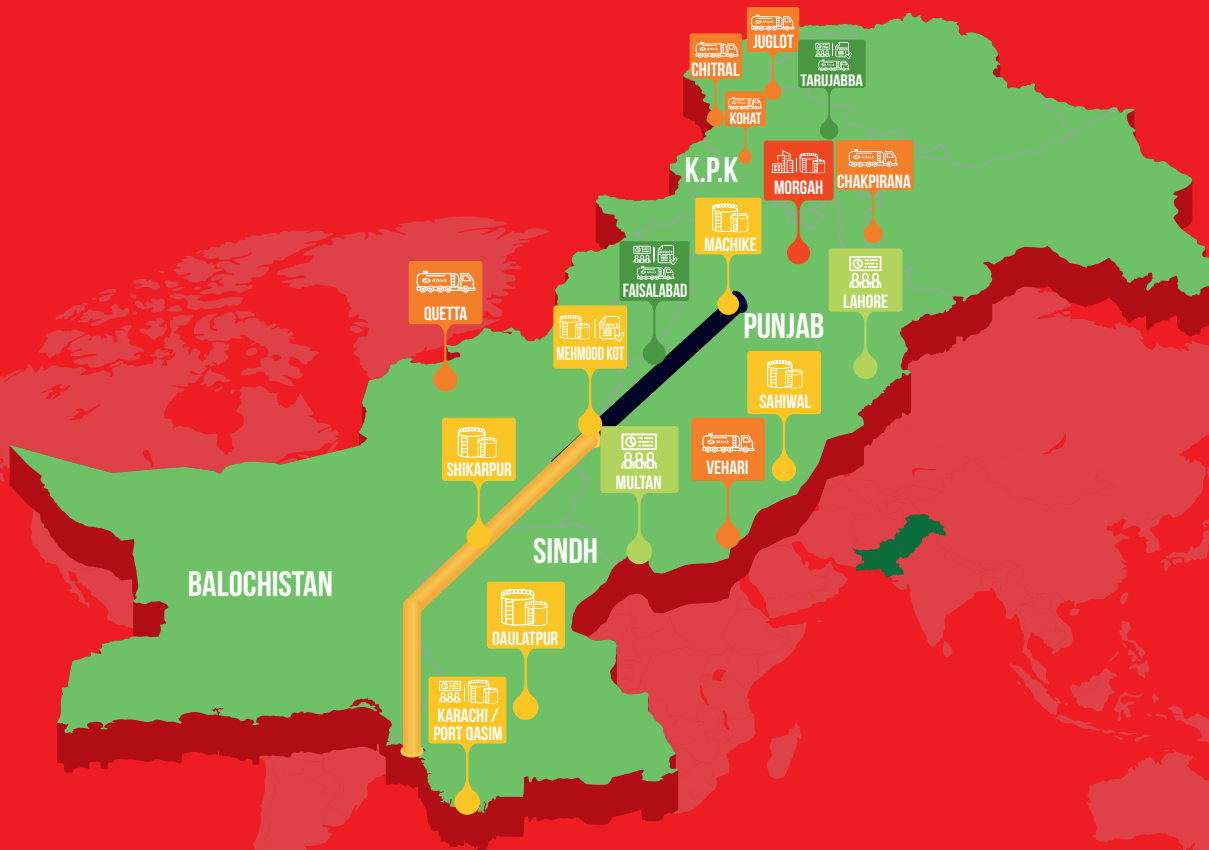 JUGLOT
CHITRAL
TARUJABBA
KOHAT
K.P.K
MORGAH
CHAKPIRANA
MACHIKE
FAISALABAD
LAHORE
QUETTA
PUNJAB
MEHMOOD KOT
SAHIWAL
SHIKARPUR
VEHARI
MULTAN
SINDH
BALOCHISTAN
DAULATPUR
KARACHI /
PORT QASIM